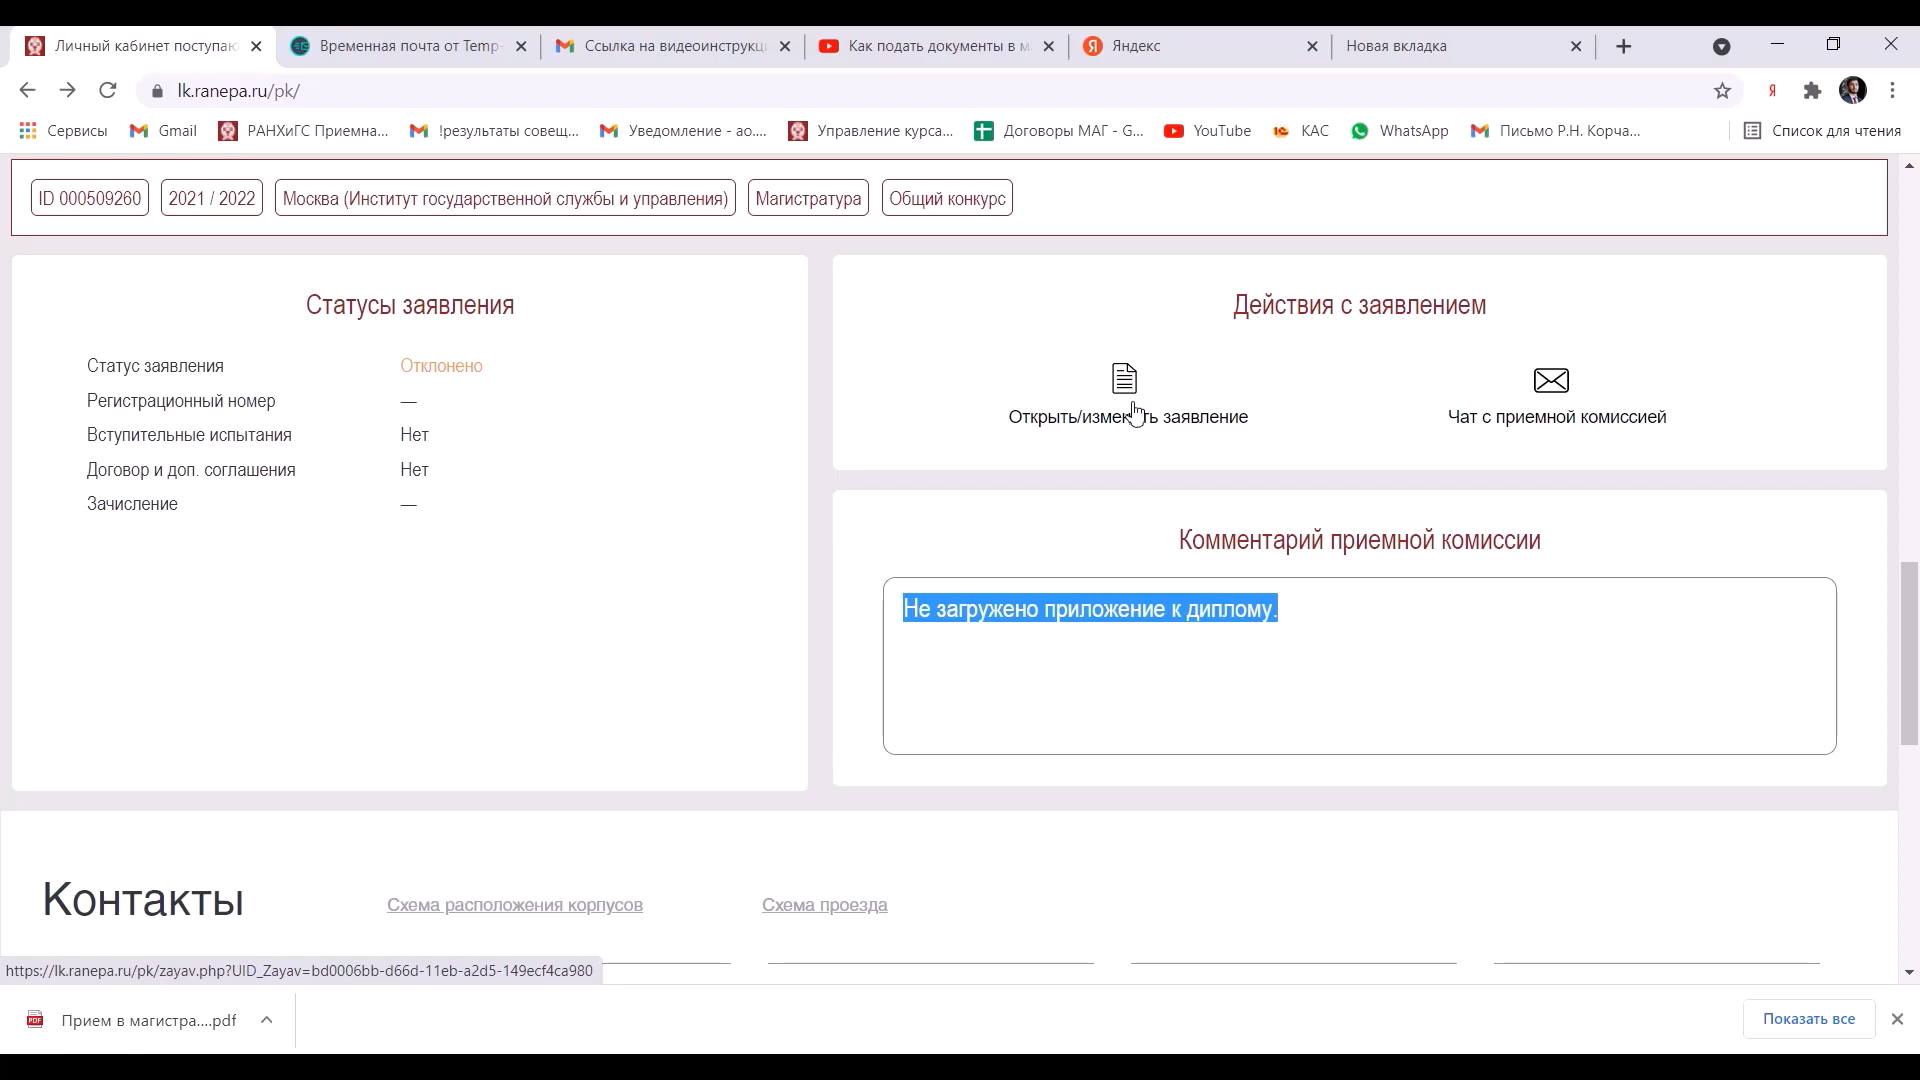 Личный кабинет поступаю
Временная почта от Temp-
Ссылка на видеоинструкц
Как подать документы в м
Яндекс
Новая вкладка
lk.ranepa.ru/pk/
Сервисы
Gmail
РАНХиГС Приемна...
!результаты совещ...
Уведомление - ao....
Управление курса...
Договоры МАГ - G...
YouTube
КАС
WhatsApp
Письмо Р.Н. Корча...
Список для чтения
ID 000509260
2021 / 2022
Москва (Институт государственной службы и управления)
Магистратура
Общий конкурс
Статусы заявления
Статус заявления Отклонено
Регистрационный номер —
Вступительные испытания Нет
Договор и доп. соглашения Нет
Зачисление —
Действия с заявлением
Открыть/изменить заявление
Чат с приемной комиссией
Комментарий приемной комиссии
Не загружено приложение к диплому.
Контакты
Схема расположения корпусов
Схема проезда
https://lk.ranepa.ru/pk/zayav.php?UID_Zayav=bd0006bb-d66d-11eb-a2d5-149ecf4ca980
Прием в магистра....pdf
Показать все